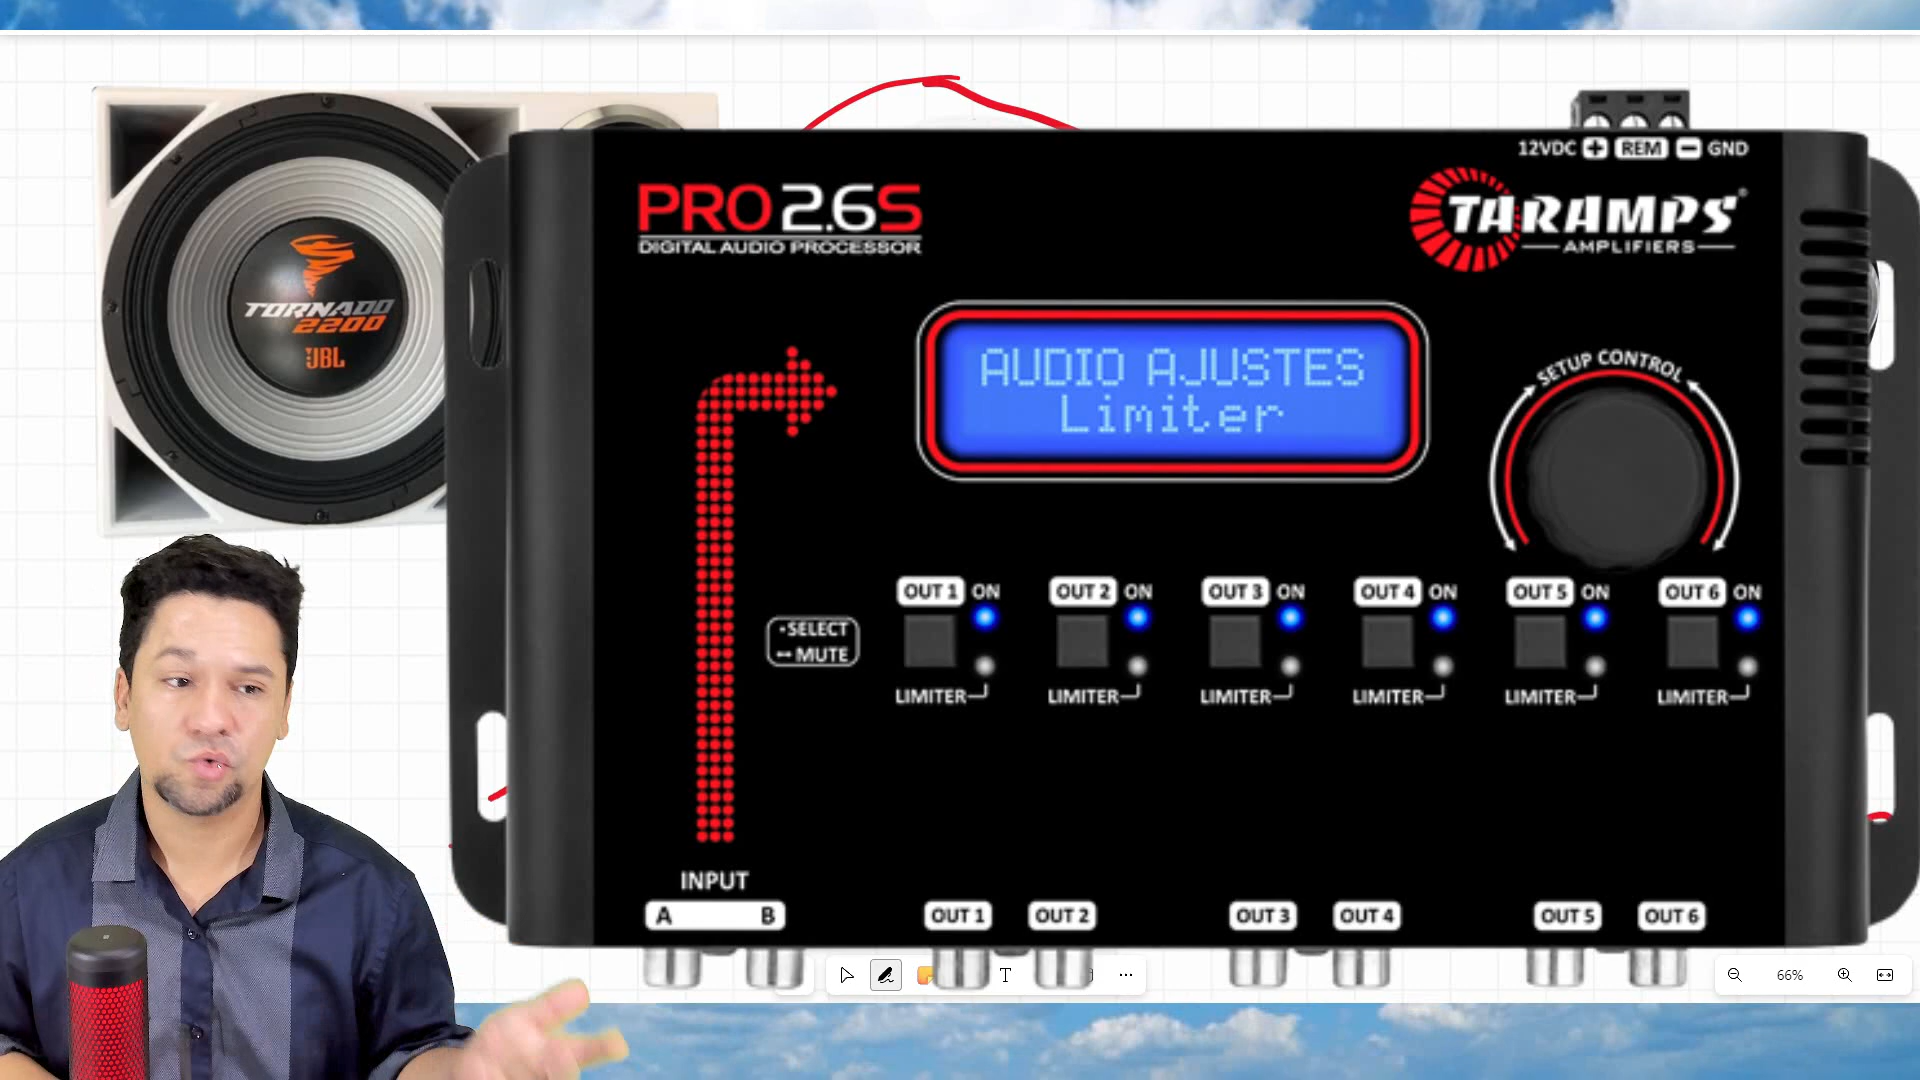 12VDC + REM − GND
PRO 2.6S
DIGITAL AUDIO PROCESSOR
TARAMPS®
AMPLIFIERS
TORNADO
2200
JBL
AUDIO AJUSTES
Limiter
SETUP CONTROL
OUT 1 ON OUT 2 ON OUT 3 ON OUT 4 ON OUT 5 ON OUT 6 ON
SELECT
MUTE
LIMITER LIMITER LIMITER LIMITER LIMITER LIMITER
INPUT
A B OUT 1 OUT 2 OUT 3 OUT 4 OUT 5 OUT 6
T
66%